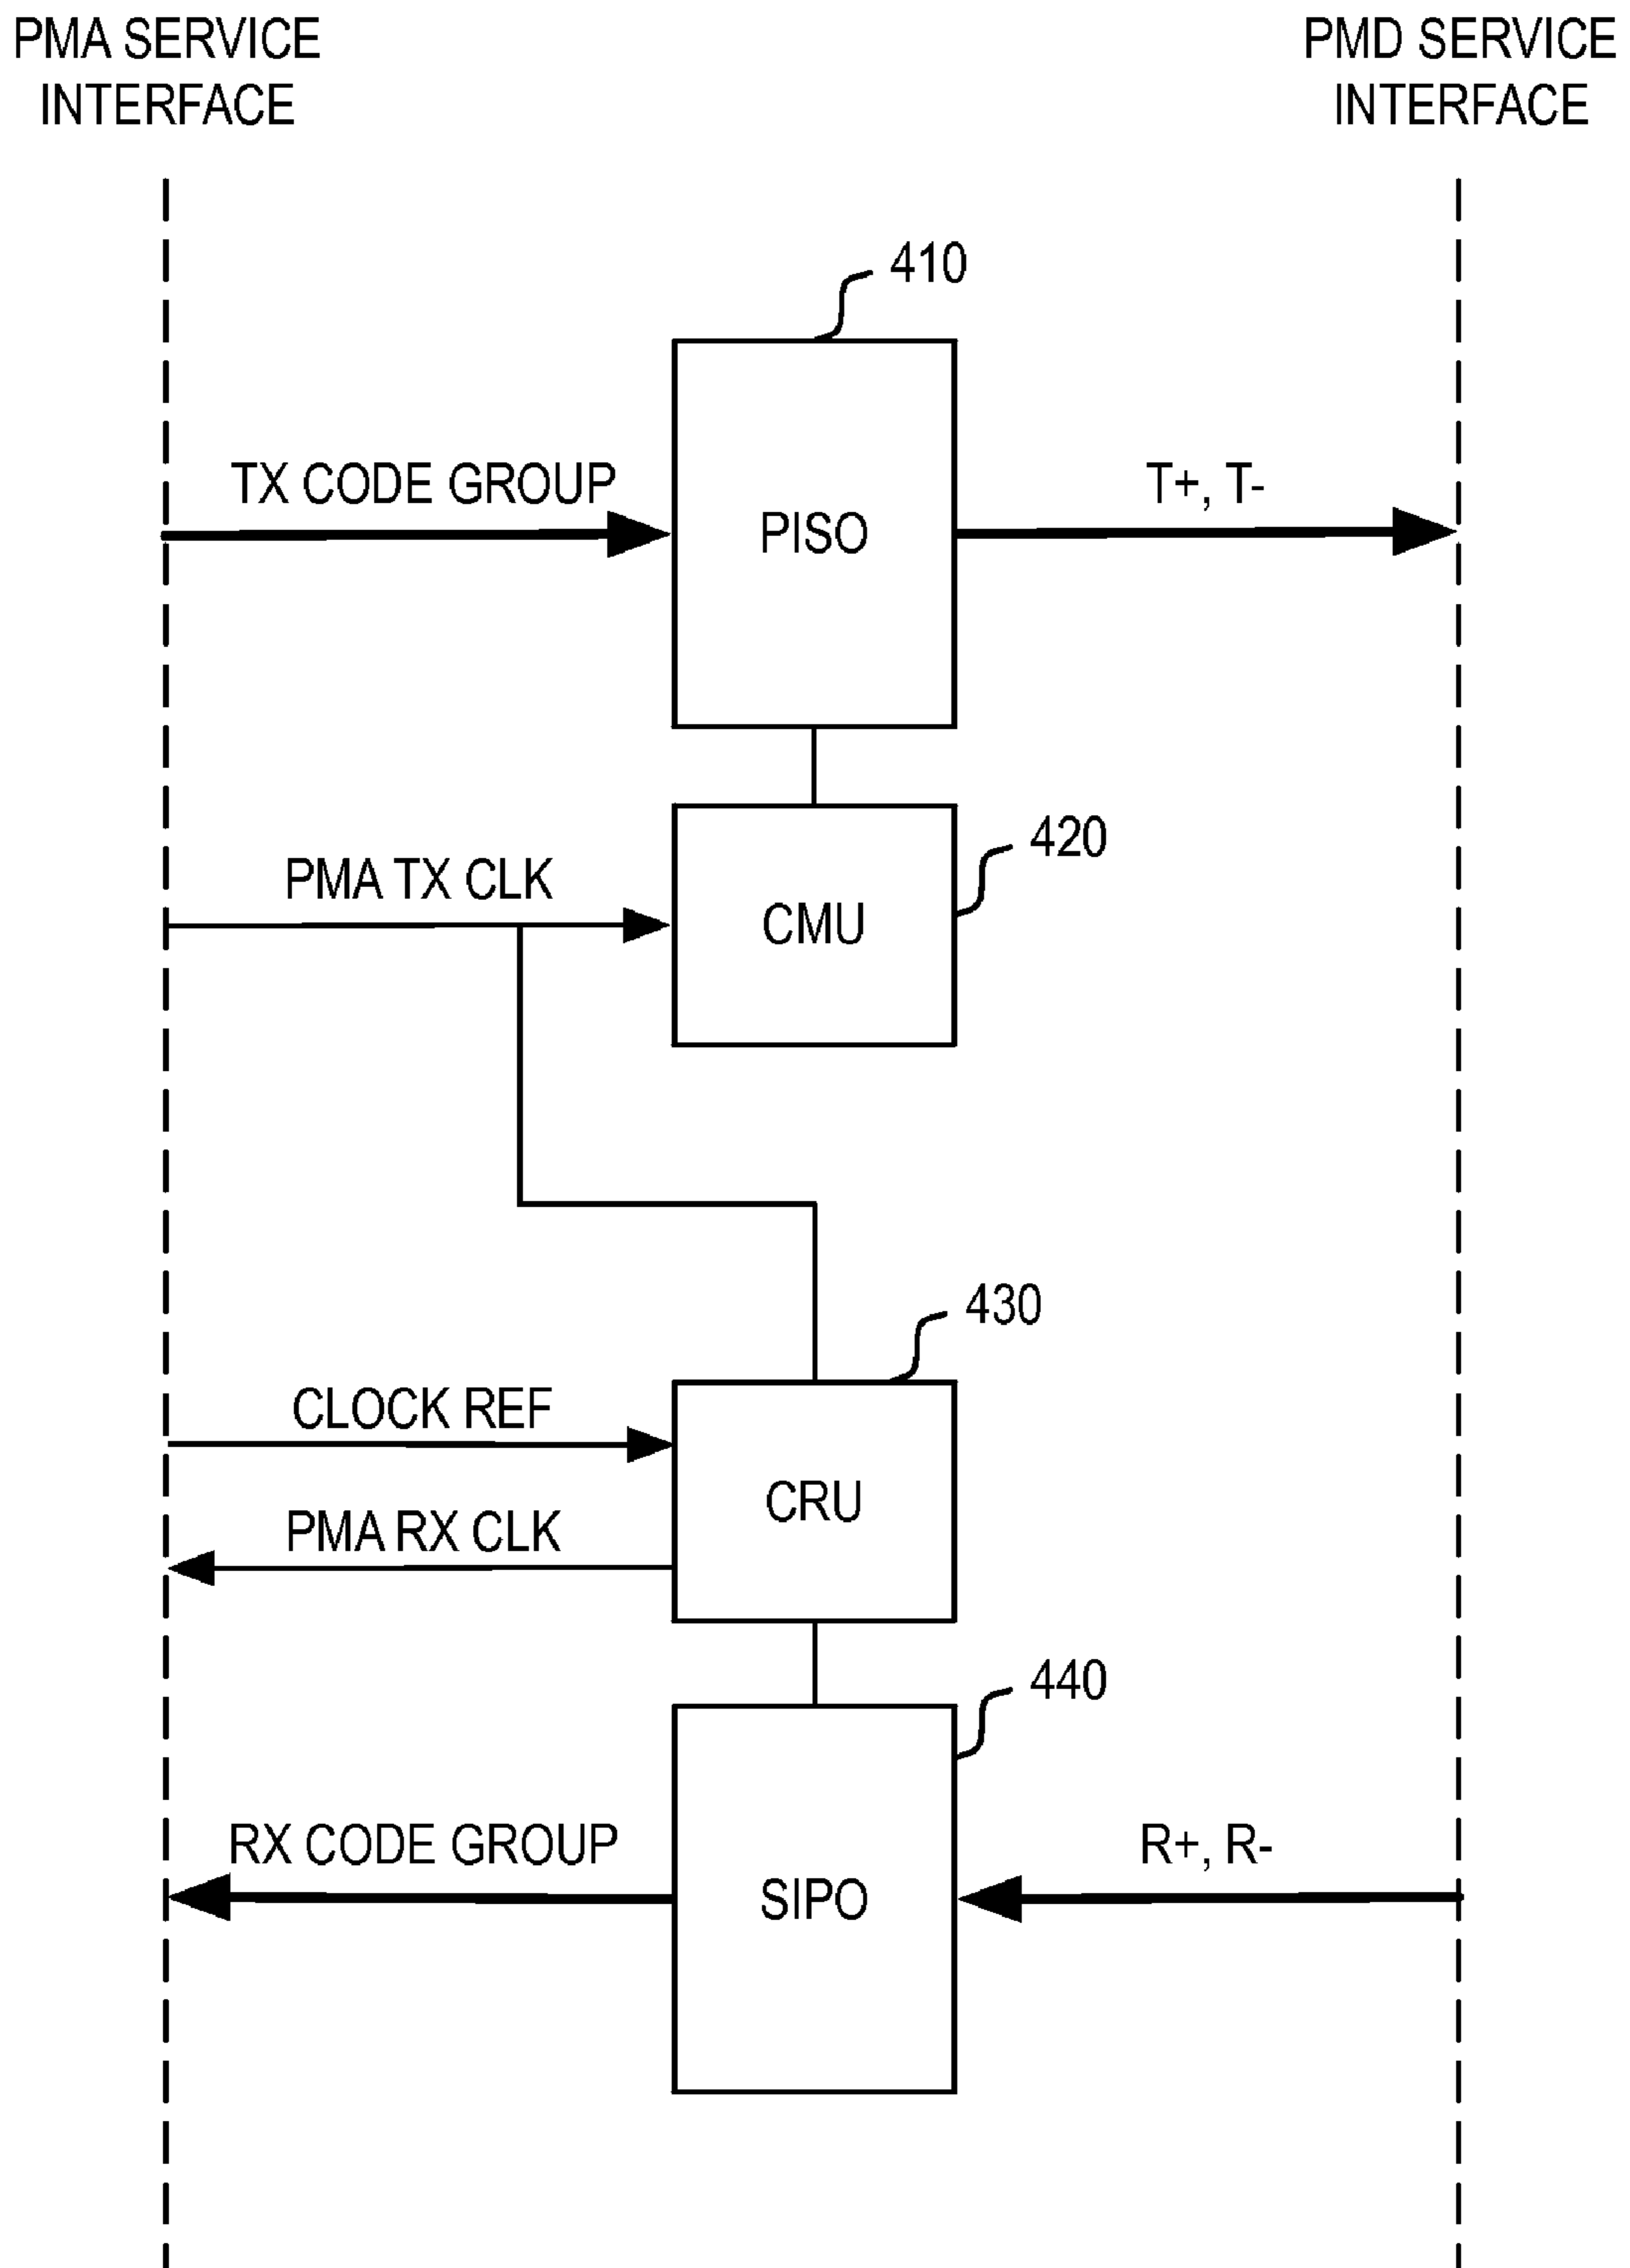 PMA SERVICE
INTERFACE
PMD SERVICE
INTERFACE
410
TX CODE GROUP
T+, T-
PISO
420
PMA TX CLK
CMU
430
CLOCK REF
CRU
PMA RX CLK
440
RX CODE GROUP
R+, R-
SIPO